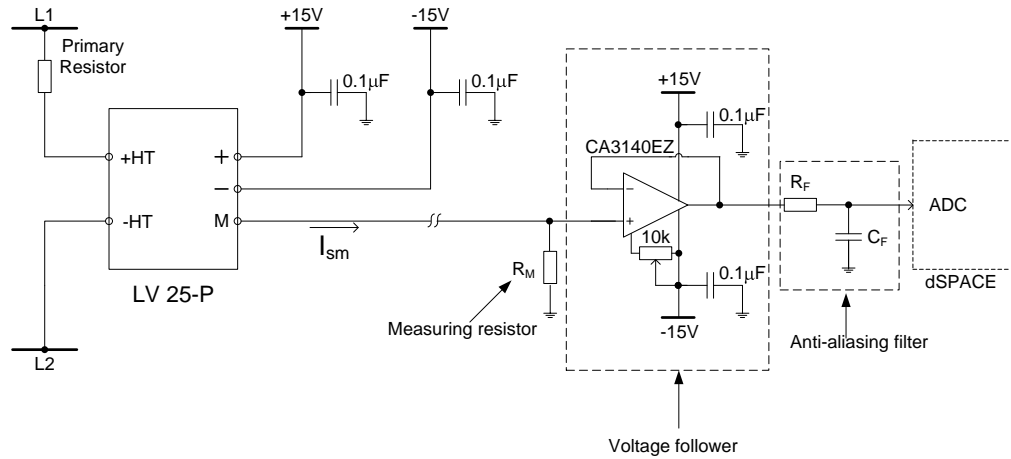 L1
+15V
-15V
Primary
Resistor
0.1μF
0.1μF
+15V
0.1μF
CA3140EZ
+HT
+
−
-HT
M
LV 25-P
I_sm
L2
R_M
Measuring resistor
−
+
10k
0.1μF
-15V
Voltage follower
R_F
C_F
Anti-aliasing filter
ADC
dSPACE